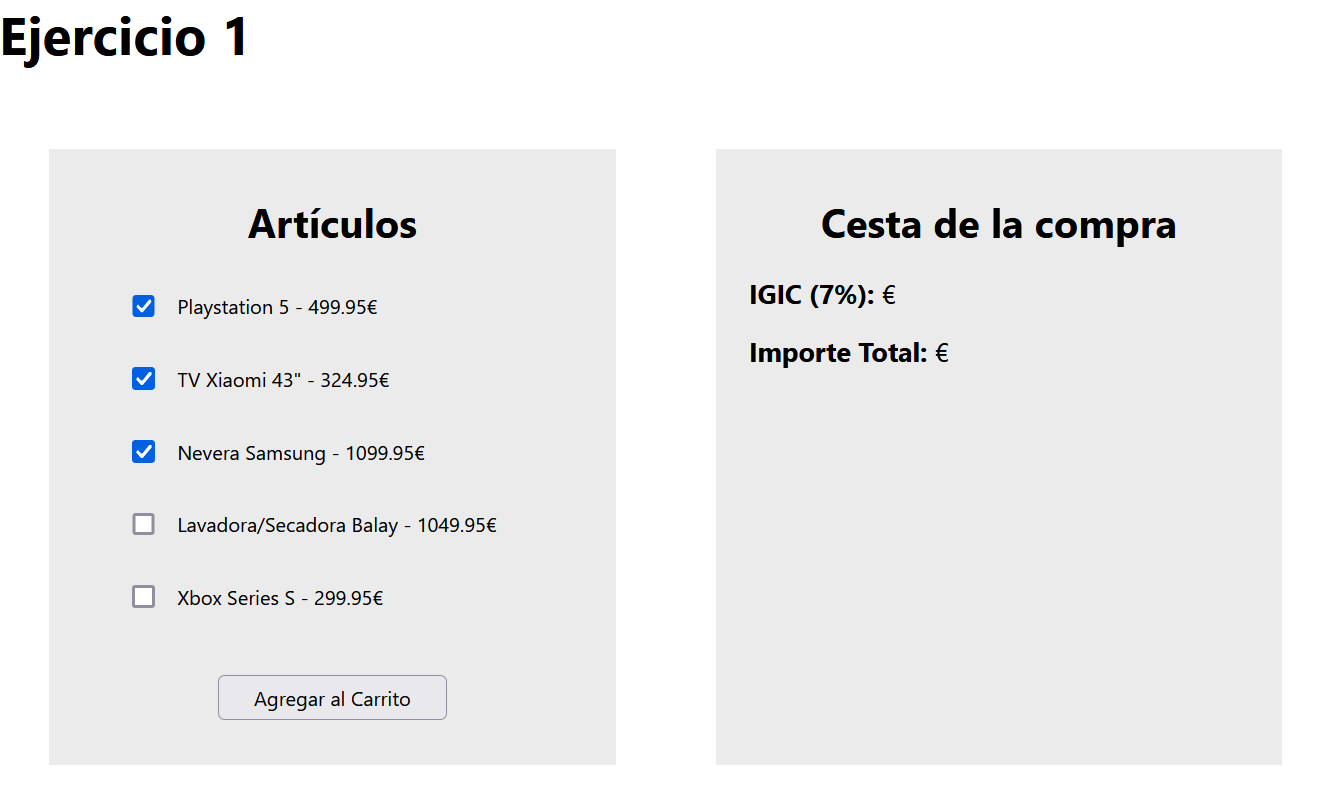 Ejercicio 1
Artículos
Playstation 5 - 499.95€
TV Xiaomi 43" - 324.95€
Nevera Samsung - 1099.95€
Lavadora/Secadora Balay - 1049.95€
Xbox Series S - 299.95€
Agregar al Carrito
Cesta de la compra
IGIC (7%): €
Importe Total: €